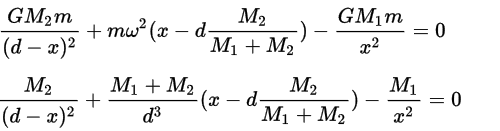 \frac{GM_2m}{(d-x)^2} + m\omega^2(x - d\frac{M_2}{M_1+M_2}) - \frac{GM_1m}{x^2} = 0
\frac{M_2}{(d-x)^2} + \frac{M_1+M_2}{d^3}(x - d\frac{M_2}{M_1+M_2}) - \frac{M_1}{x^2} = 0